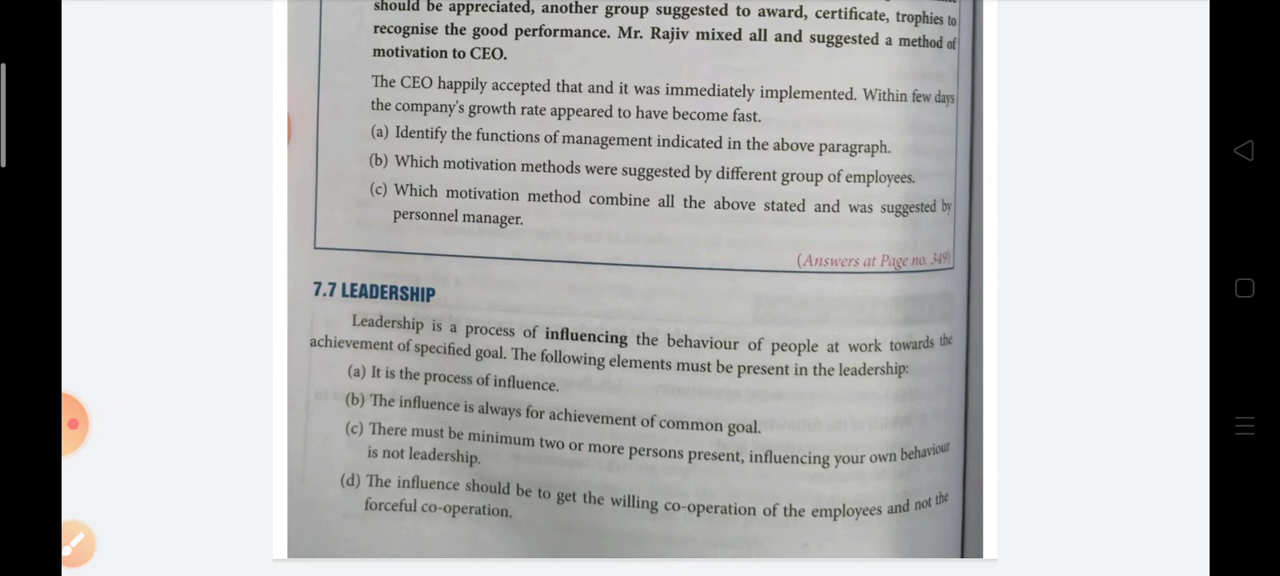 should be appreciated, another group suggested to award, certificate, trophies to
recognise the good performance. Mr. Rajiv mixed all and suggested a method of
motivation to CEO.
The CEO happily accepted that and it was immediately implemented. Within few days
the company's growth rate appeared to have become fast.
(a) Identify the functions of management indicated in the above paragraph.
(b) Which motivation methods were suggested by different group of employees.
(c) Which motivation method combine all the above stated and was suggested by
personnel manager.
(Answers at Page no. 349)
7.7 LEADERSHIP
Leadership is a process of influencing the behaviour of people at work towards the
achievement of specified goal. The following elements must be present in the leadership:
(a) It is the process of influence.
(b) The influence is always for achievement of common goal.
(c) There must be minimum two or more persons present, influencing your own behaviour
is not leadership.
(d) The influence should be to get the willing co-operation of the employees and not the
forceful co-operation.